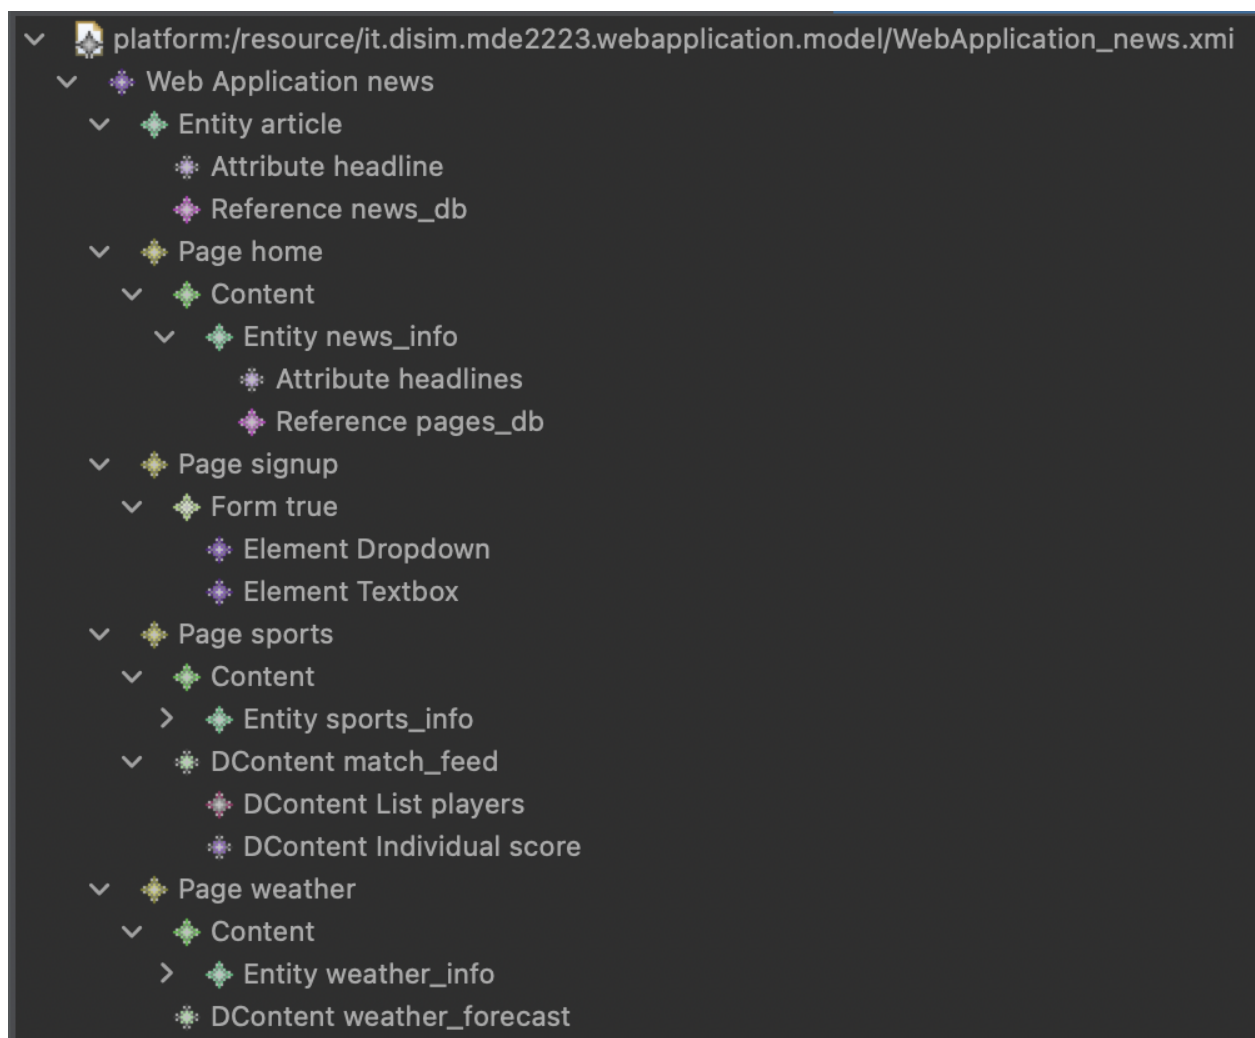 platform:/resource/it.disim.mde2223.webapplication.model/WebApplication_news.xmi
Web Application news
Entity article
Attribute headline
Reference news_db
Page home
Content
Entity news_info
Attribute headlines
Reference pages_db
Page signup
Form true
Element Dropdown
Element Textbox
Page sports
Content
Entity sports_info
DContent match_feed
DContent List players
DContent Individual score
Page weather
Content
Entity weather_info
DContent weather_forecast